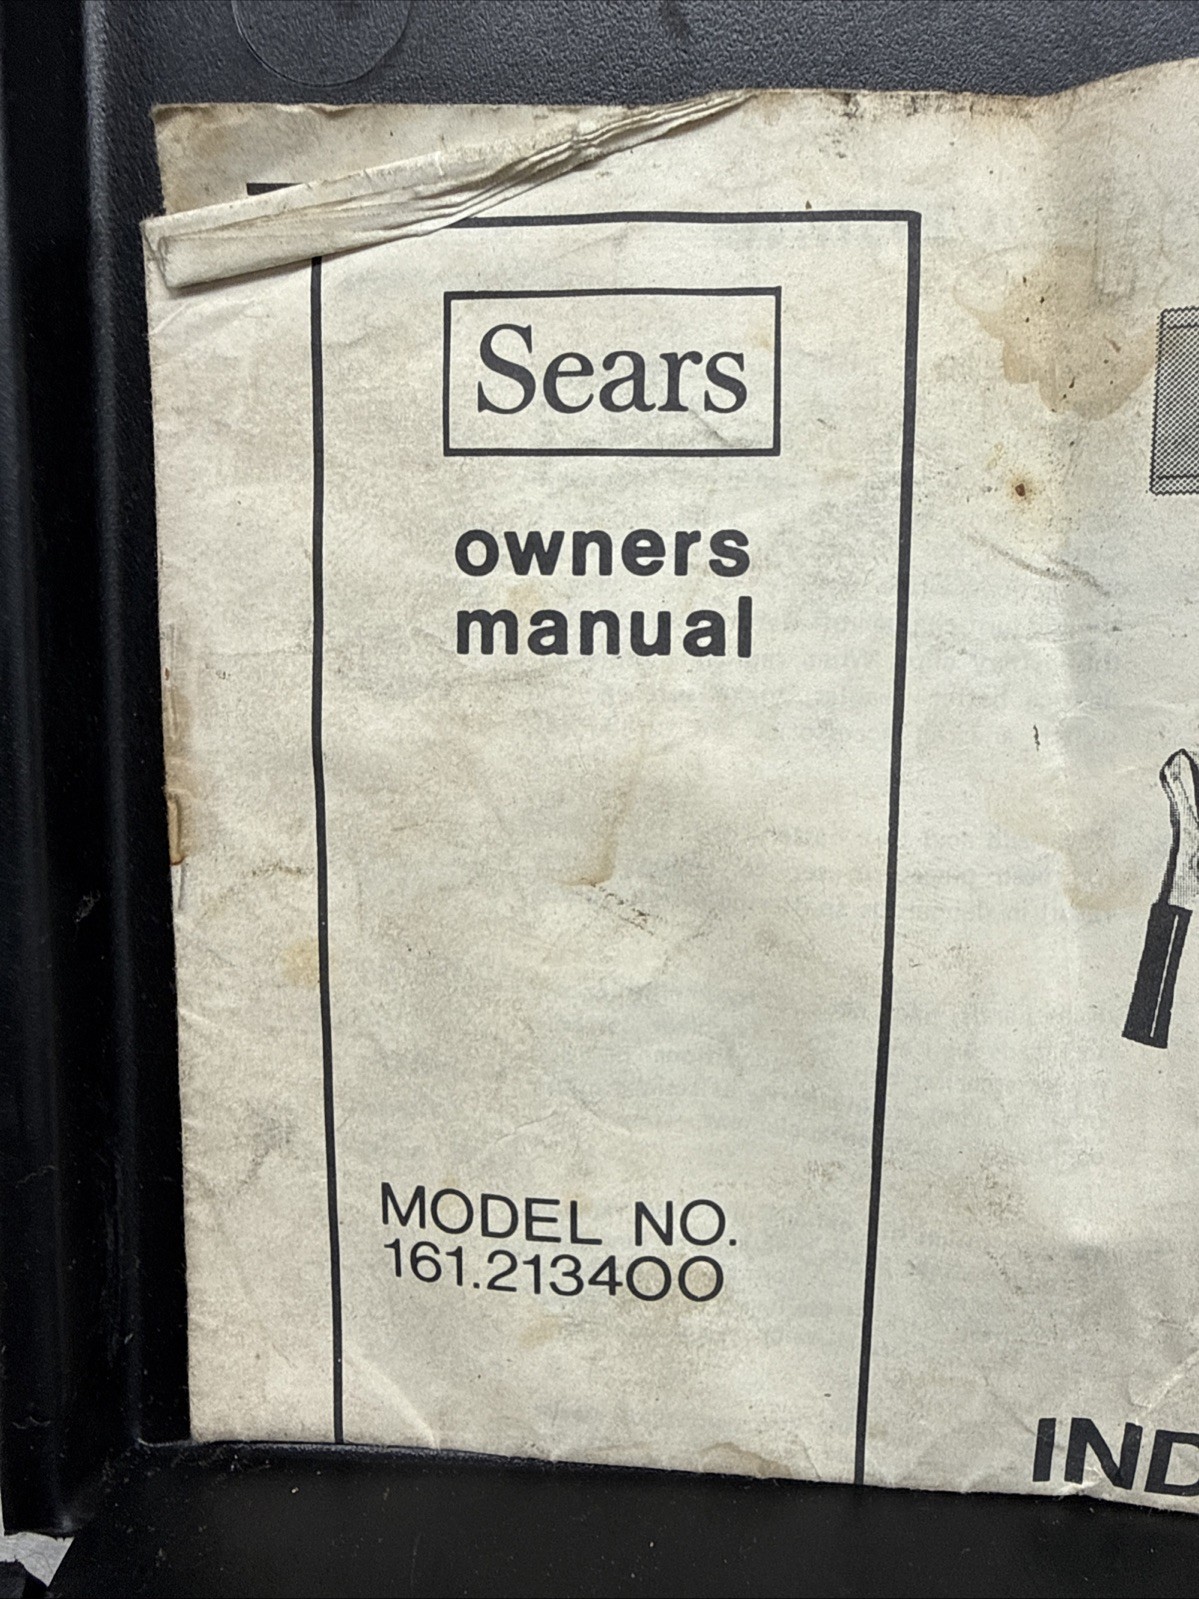 Sears
owners
manual
MODEL NO.
161.213400
IND